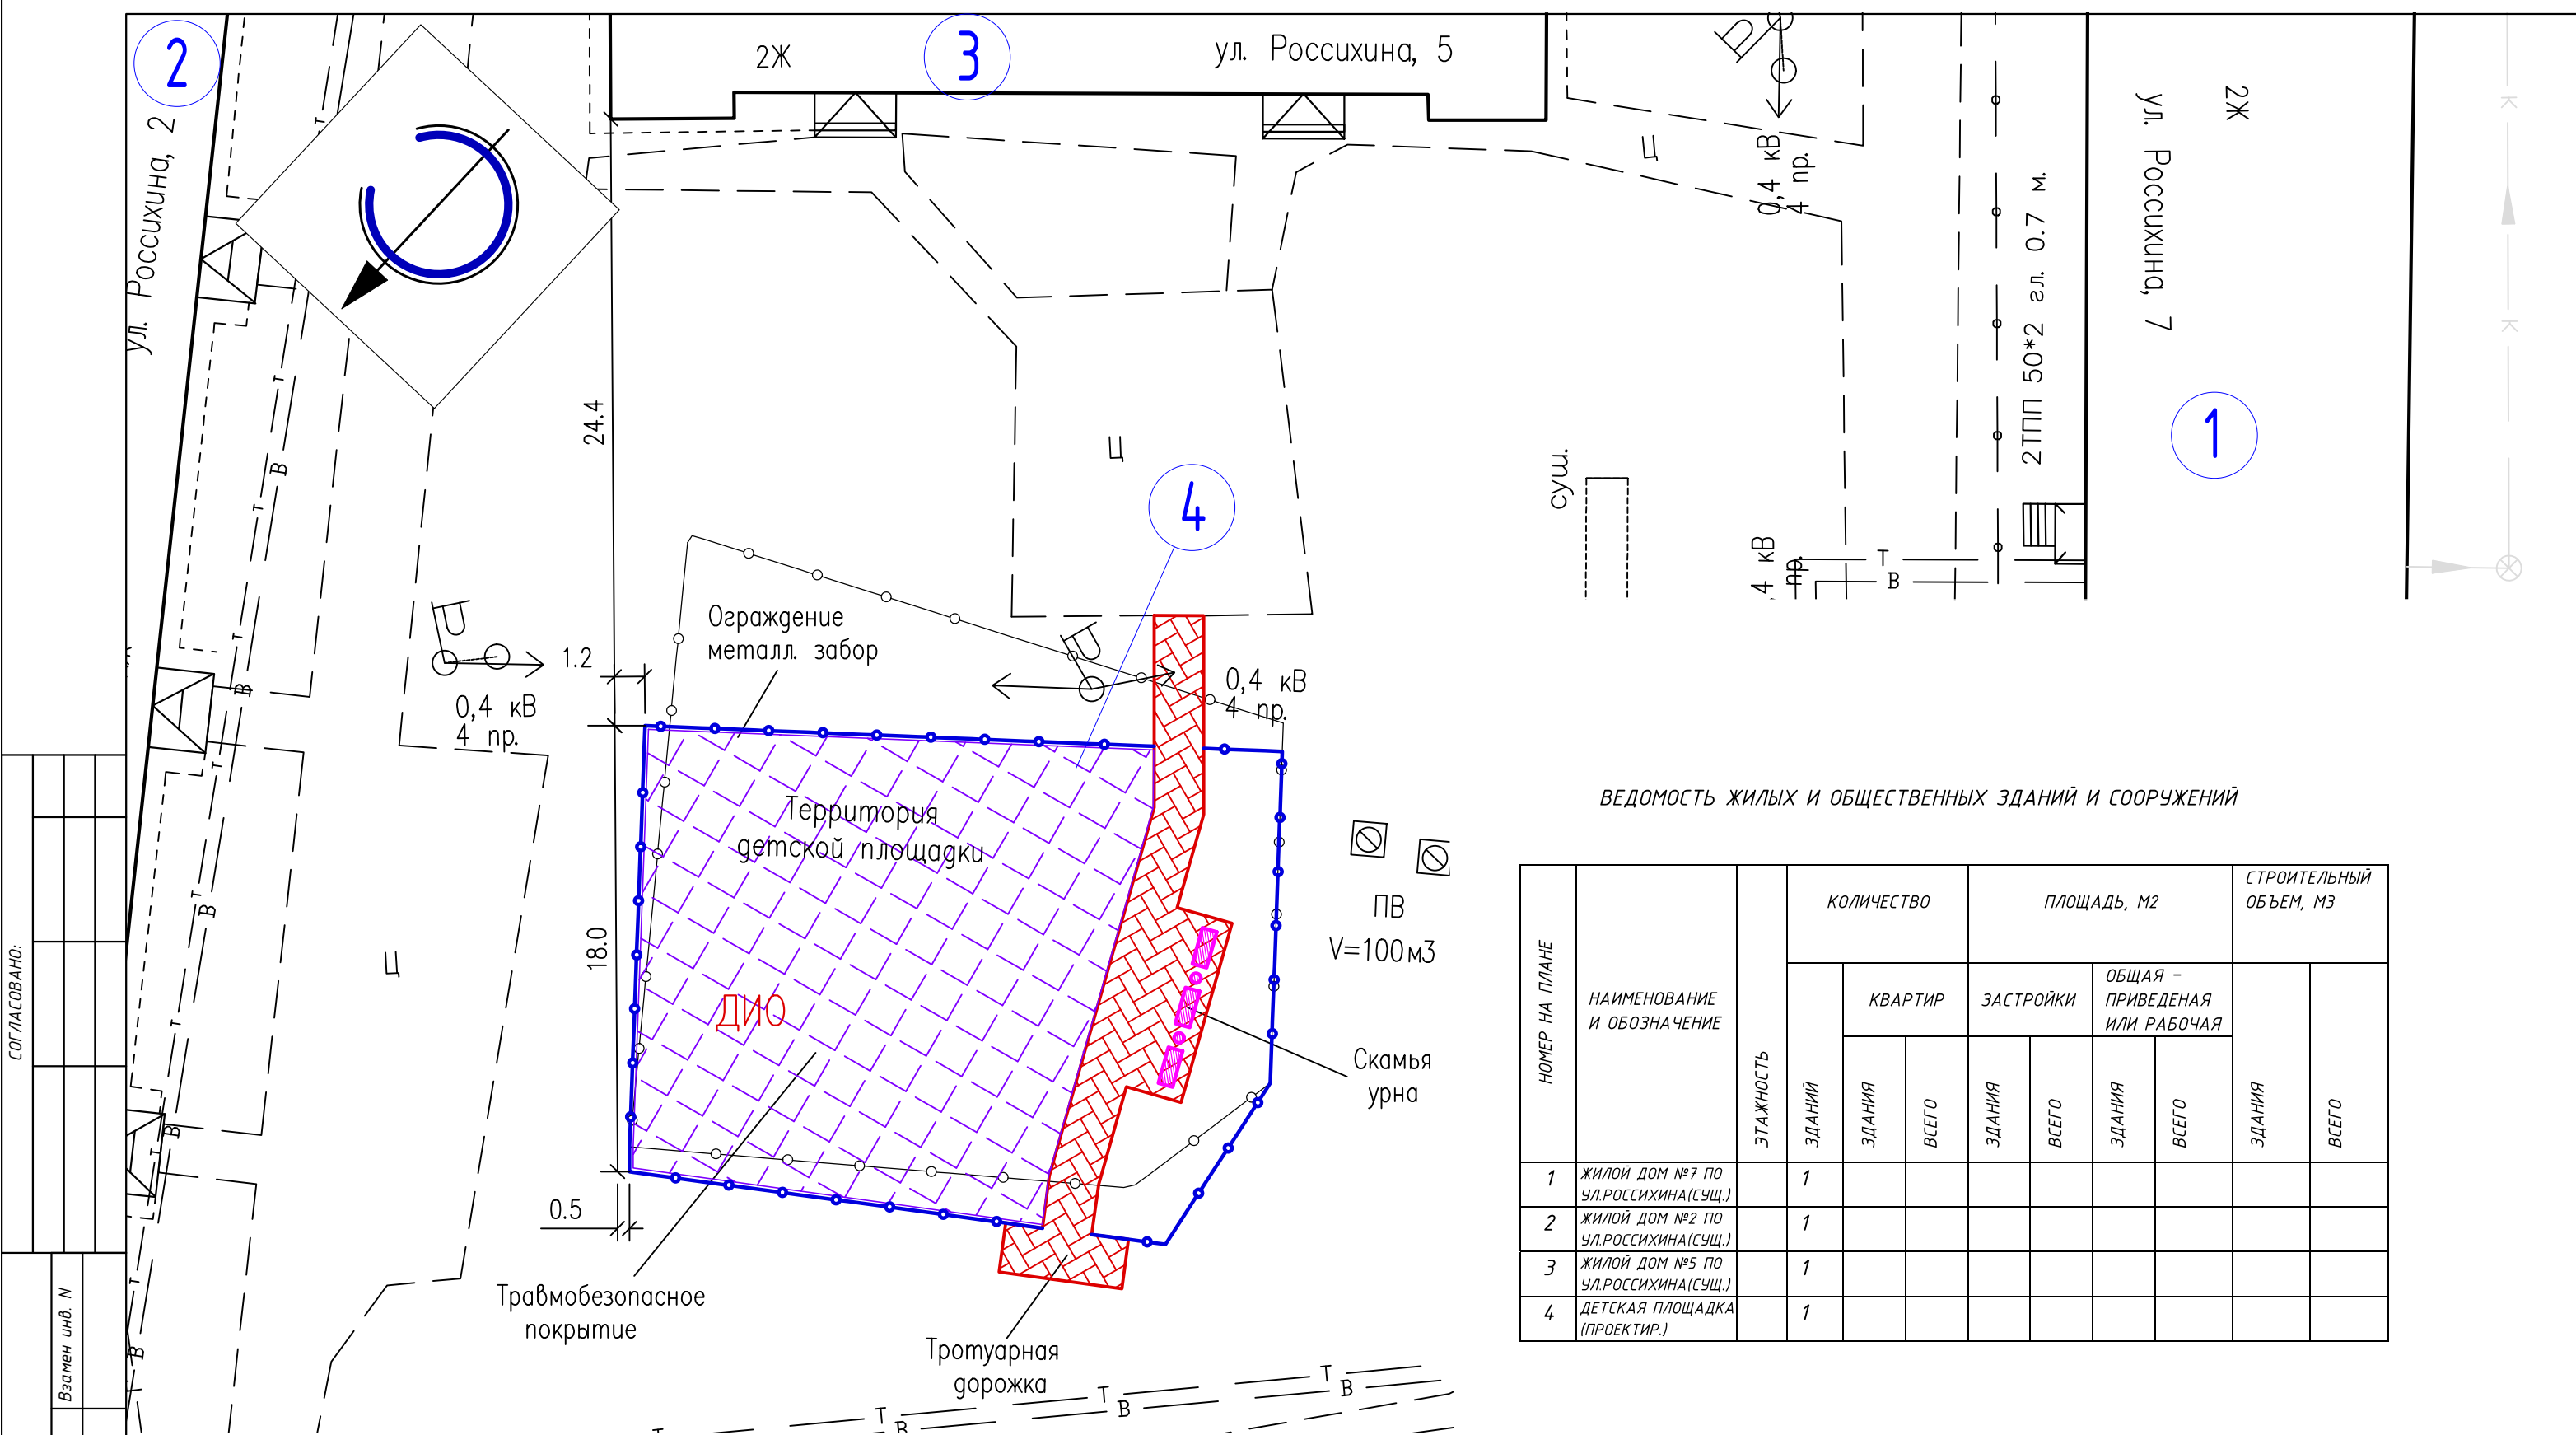 2
ул. Россихина, 2
2Ж
3
ул. Россихина, 5
0,4 кВ
4 пр.
Ц
2ТПП 50*2 гл. 0.7 м.
ул. Россихина, 7
2Ж
1
К
К
24.4
Ц
4
суш.
Т
В
Т
В
,4 кВ
пр.
Т
В
Ограждение
металл. забор
1.2
0,4 кВ
4 пр.
0,4 кВ
4 пр.
Т
В
Территория
детской площадки
18.0
ДИО
Ц
ПВ
V=100м3
Скамья
урна
0.5
Травмобезопасное
покрытие
Тротуарная
дорожка
Т
В
Т
В
Т
В
Т
В
Т
В
Т
В
Т
В
СОГЛАСОВАНО:
Взамен инв. N
ВЕДОМОСТЬ ЖИЛЫХ И ОБЩЕСТВЕННЫХ ЗДАНИЙ И СООРУЖЕНИЙ
НОМЕР НА ПЛАНЕ
НАИМЕНОВАНИЕ
И ОБОЗНАЧЕНИЕ
ЭТАЖНОСТЬ
КОЛИЧЕСТВО
ПЛОЩАДЬ, М2
СТРОИТЕЛЬНЫЙ
ОБЪЕМ, М3
КВАРТИР
ЗАСТРОЙКИ
ОБЩАЯ -
ПРИВЕДЕНАЯ
ИЛИ РАБОЧАЯ
ЗДАНИЙ
ЗДАНИЯ
ВСЕГО
ЗДАНИЯ
ВСЕГО
ЗДАНИЯ
ВСЕГО
ЗДАНИЯ
ВСЕГО
1 ЖИЛОЙ ДОМ №7 ПО 1
УЛ.РОССИХИНА(СУЩ.)
2 ЖИЛОЙ ДОМ №2 ПО 1
УЛ.РОССИХИНА(СУЩ.)
3 ЖИЛОЙ ДОМ №5 ПО 1
УЛ.РОССИХИНА(СУЩ.)
4 ДЕТСКАЯ ПЛОЩАДКА 1
(ПРОЕКТИР.)